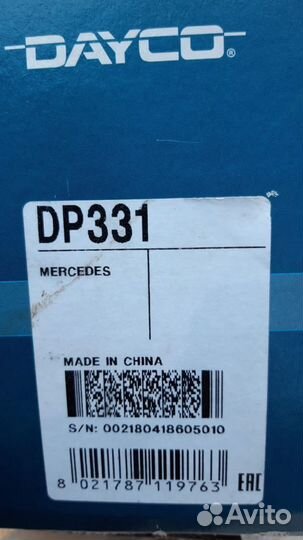 DAYCO®
DP331
MERCEDES
MADE IN CHINA
S/N: 002180418605010
8 021787 119763
EAC
Avito